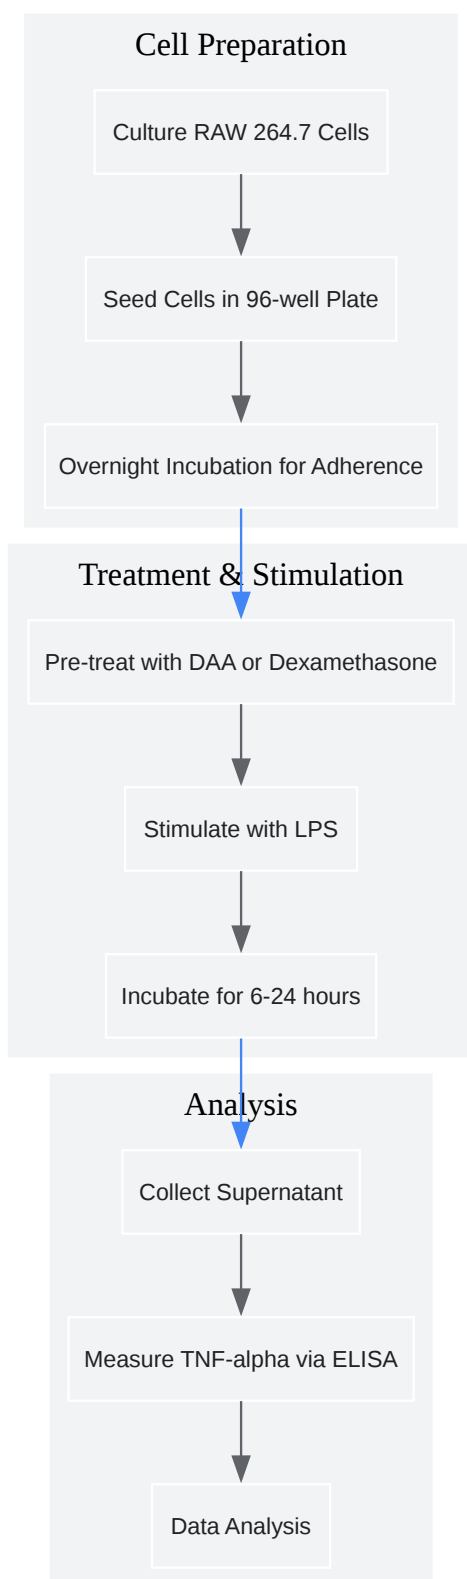 Cell Preparation
Culture RAW 264.7 Cells
Seed Cells in 96-well Plate
Overnight Incubation for Adherence
Treatment & Stimulation
Pre-treat with DAA or Dexamethasone
Stimulate with LPS
Incubate for 6-24 hours
Analysis
Collect Supernatant
Measure TNF-alpha via ELISA
Data Analysis